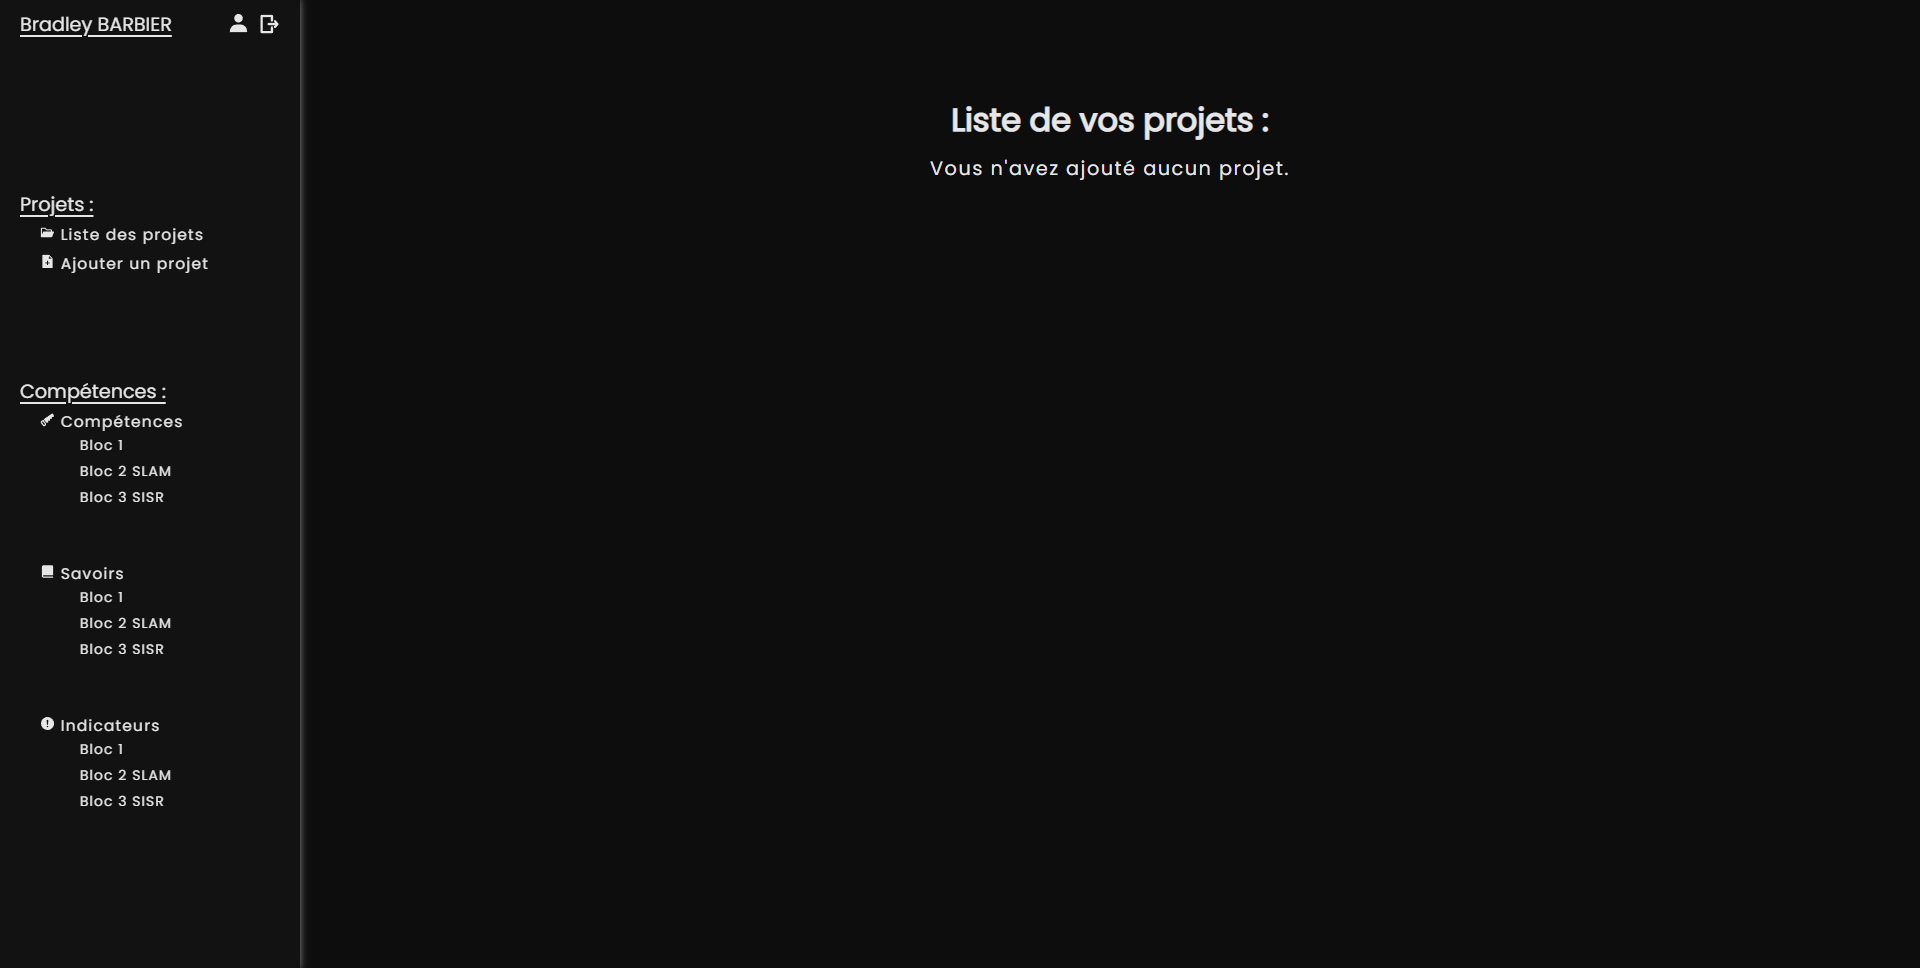 Bradley BARBIER
Projets :
Liste des projets
Ajouter un projet
Compétences :
Compétences
Bloc 1
Bloc 2 SLAM
Bloc 3 SISR
Savoirs
Bloc 1
Bloc 2 SLAM
Bloc 3 SISR
Indicateurs
Bloc 1
Bloc 2 SLAM
Bloc 3 SISR
Liste de vos projets :
Vous n'avez ajouté aucun projet.